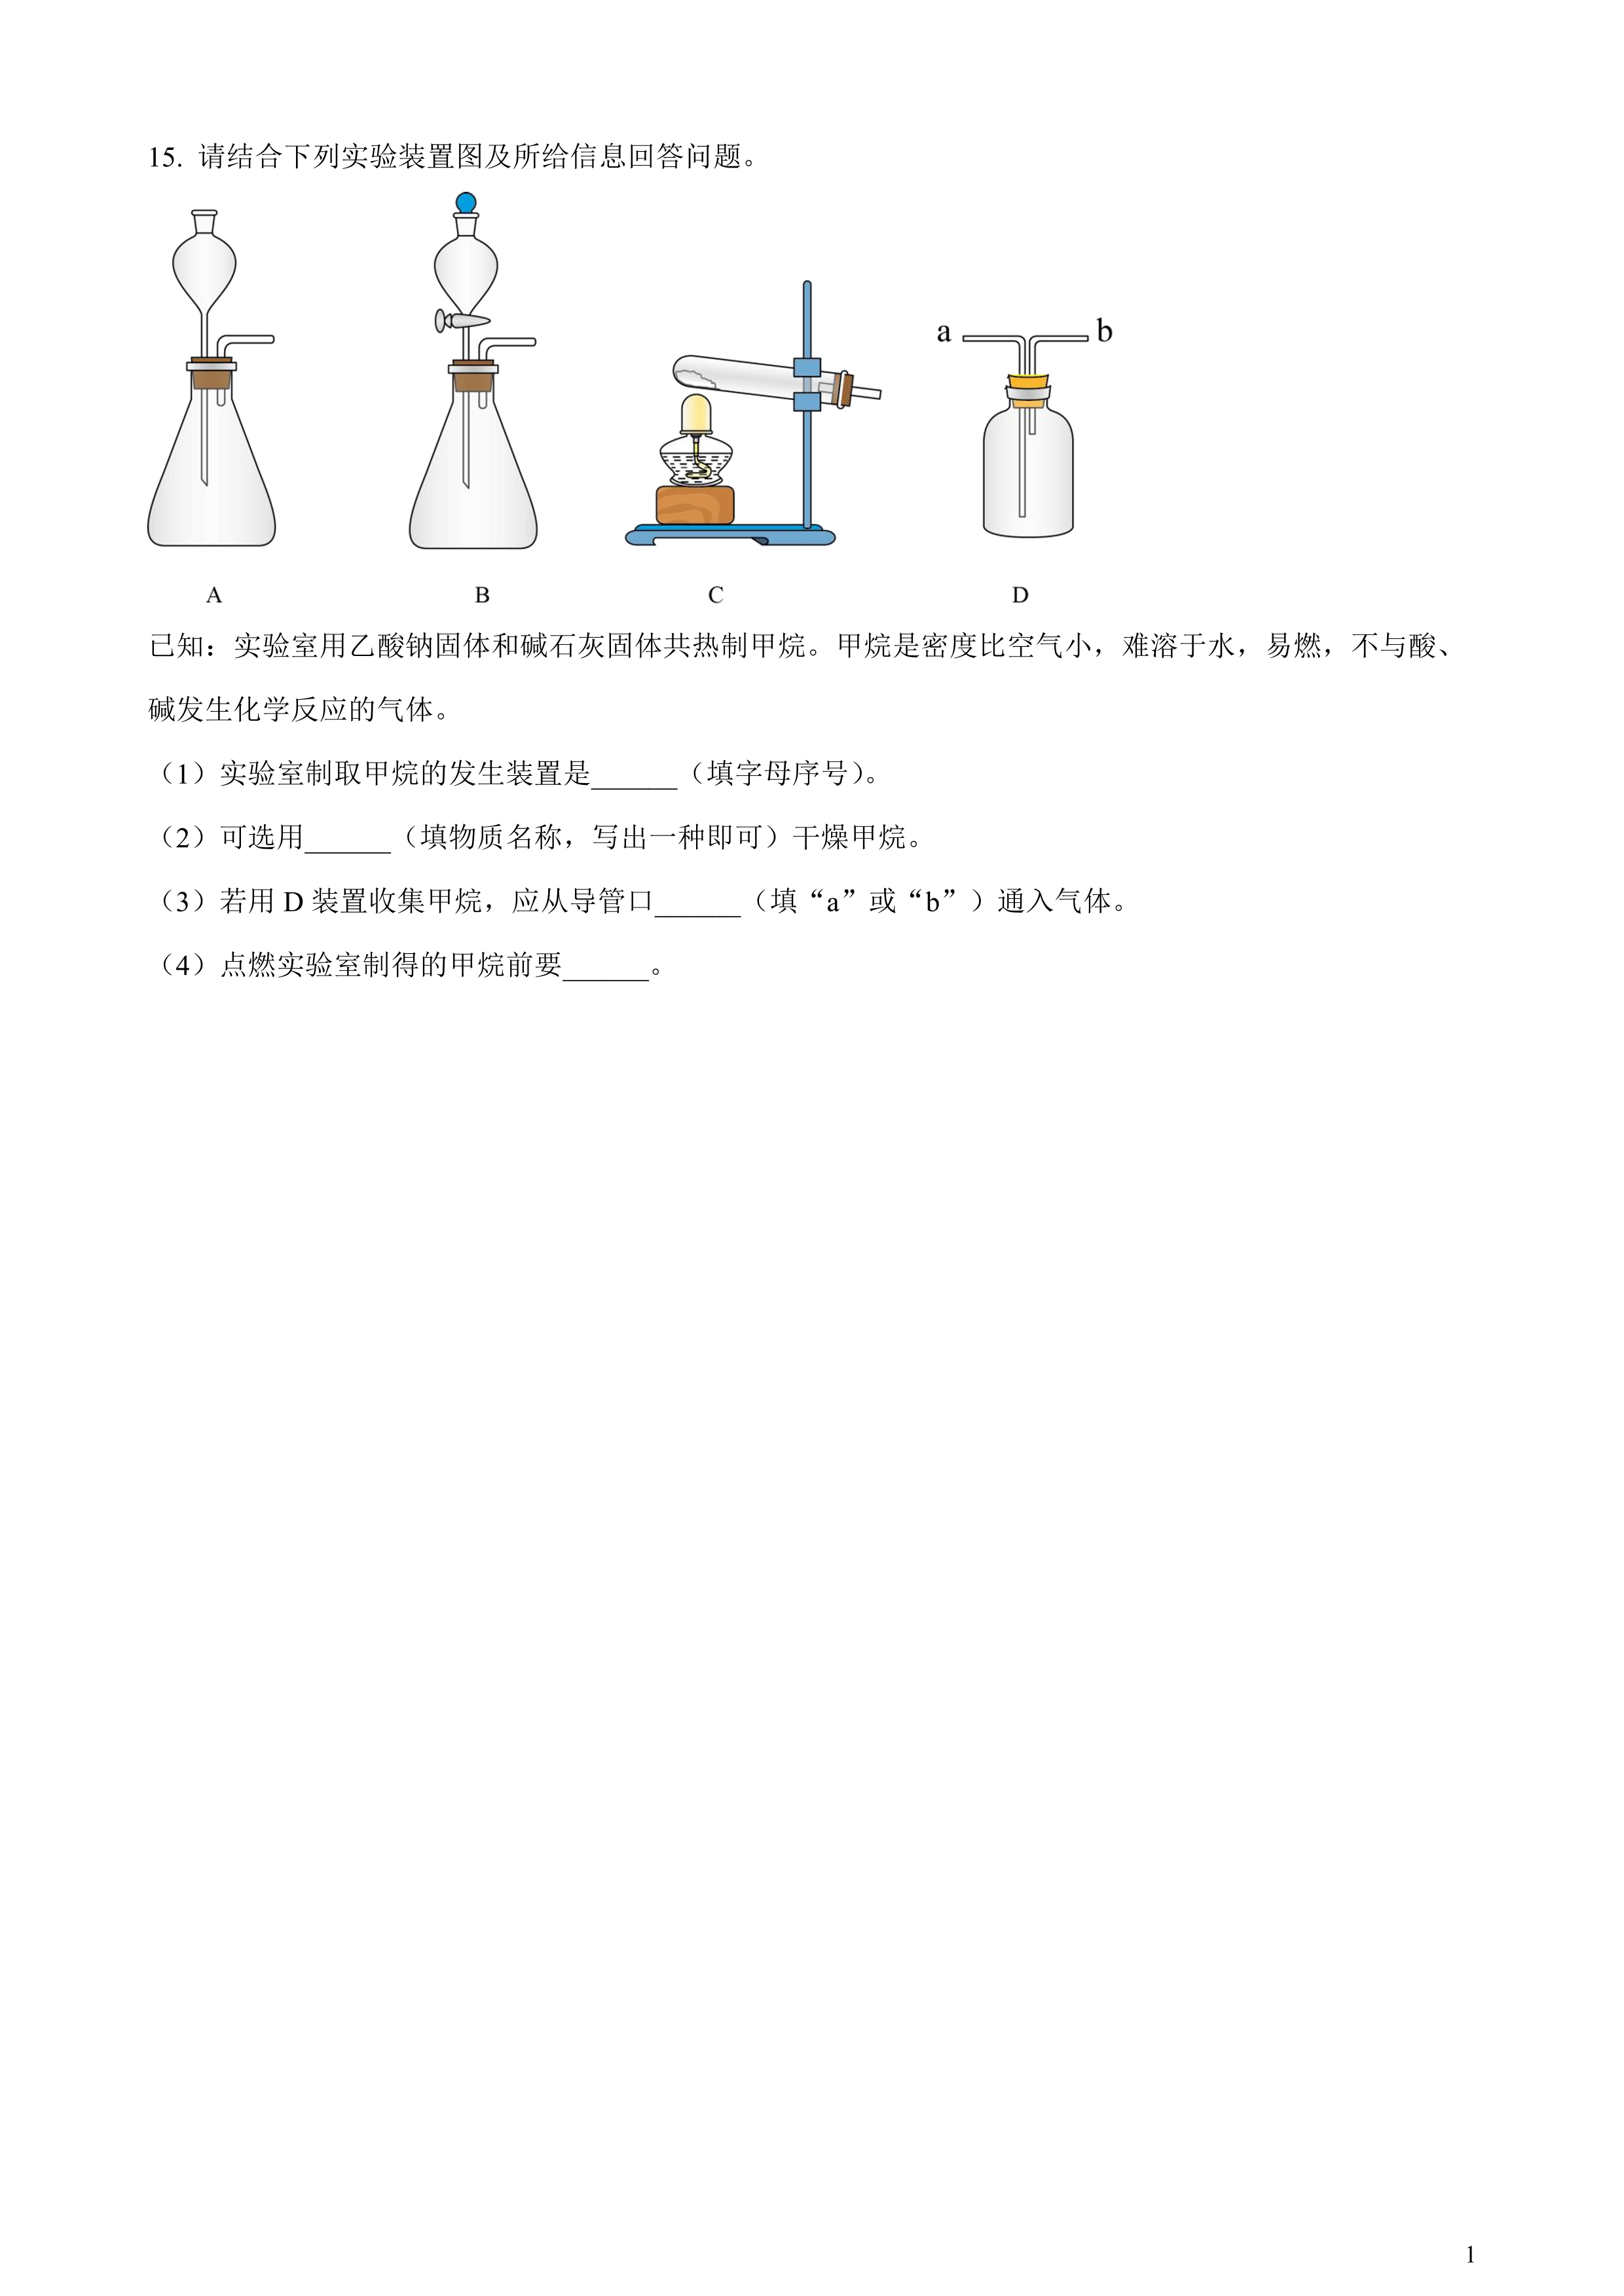 15. 请结合下列实验装置图及所给信息回答问题。
a b
A B C D
已知：实验室用乙酸钠固体和碱石灰固体共热制甲烷。甲烷是密度比空气小，难溶于水，易燃，不与酸、
碱发生化学反应的气体。
（1）实验室制取甲烷的发生装置是______（填字母序号）。
（2）可选用______（填物质名称，写出一种即可）干燥甲烷。
（3）若用 D 装置收集甲烷，应从导管口______（填“a”或“b”）通入气体。
（4）点燃实验室制得的甲烷前要______。
1